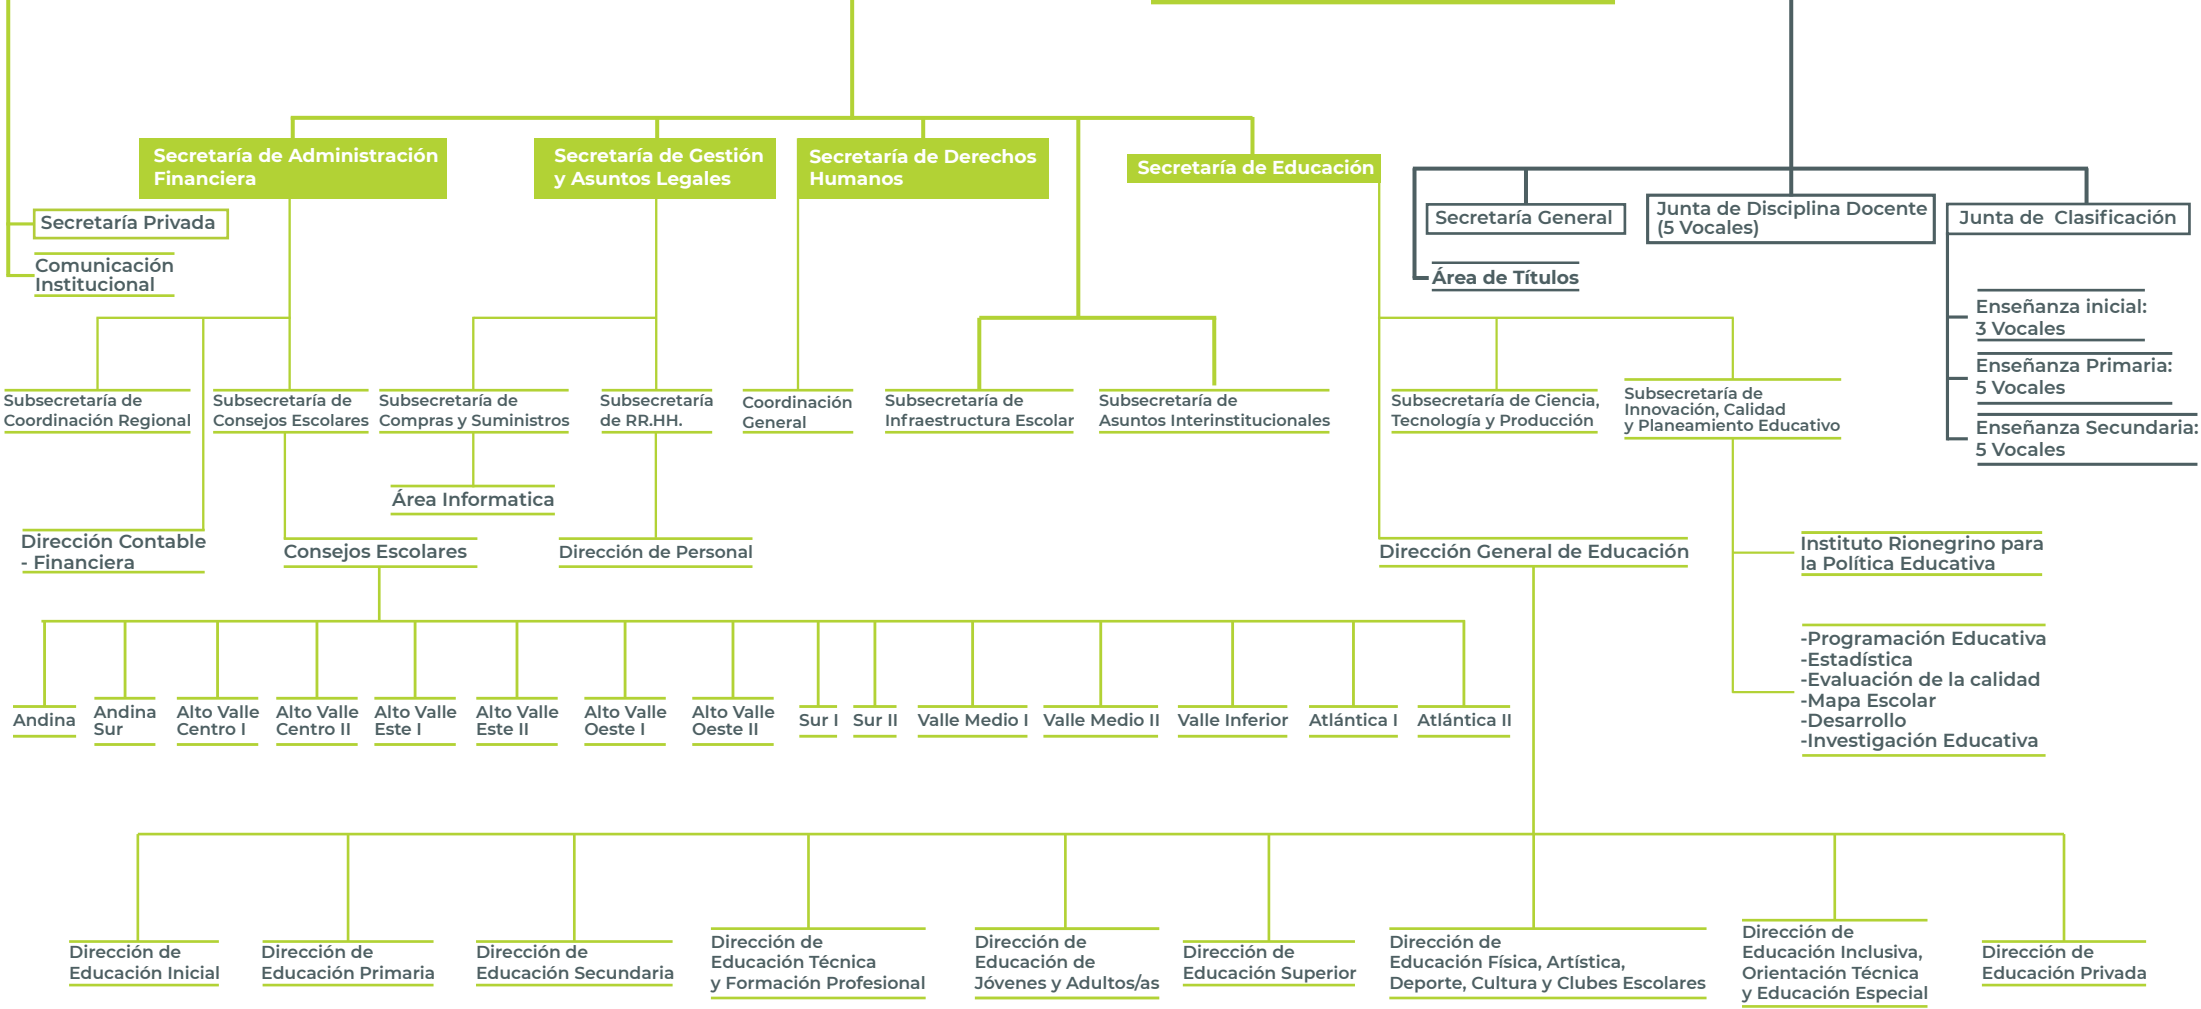 Secretaría de Administración
Financiera
Secretaría de Gestión
y Asuntos Legales
Secretaría de Derechos
Humanos
Secretaría de Educación
Secretaría Privada
Comunicación
Institucional
Secretaría General
Junta de Disciplina Docente
(5 Vocales)
Junta de Clasificación
Área de Títulos
Enseñanza inicial:
3 Vocales
Enseñanza Primaria:
5 Vocales
Enseñanza Secundaria:
5 Vocales
Subsecretaría de
Coordinación Regional
Subsecretaría de
Consejos Escolares
Subsecretaría de
Compras y Suministros
Subsecretaría
de RR.HH.
Coordinación
General
Subsecretaría de
Infraestructura Escolar
Subsecretaría de
Asuntos Interinstitucionales
Subsecretaría de Ciencia,
Tecnología y Producción
Subsecretaría de
Innovación, Calidad
y Planeamiento Educativo
Área Informatica
Dirección Contable
- Financiera
Consejos Escolares
Dirección de Personal
Dirección General de Educación
Instituto Rionegrino para
la Política Educativa
-Programación Educativa
-Estadística
-Evaluación de la calidad
-Mapa Escolar
-Desarrollo
-Investigación Educativa
Andina
Andina
Sur
Alto Valle
Centro I
Alto Valle
Centro II
Alto Valle
Este I
Alto Valle
Este II
Alto Valle
Oeste I
Alto Valle
Oeste II
Sur I
Sur II
Valle Medio I
Valle Medio II
Valle Inferior
Atlántica I
Atlántica II
Dirección de
Educación Inicial
Dirección de
Educación Primaria
Dirección de
Educación Secundaria
Dirección de
Educación Técnica
y Formación Profesional
Dirección de
Educación de
Jóvenes y Adultos/as
Dirección de
Educación Superior
Dirección de
Educación Física, Artística,
Deporte, Cultura y Clubes Escolares
Dirección de
Educación Inclusiva,
Orientación Técnica
y Educación Especial
Dirección de
Educación Privada